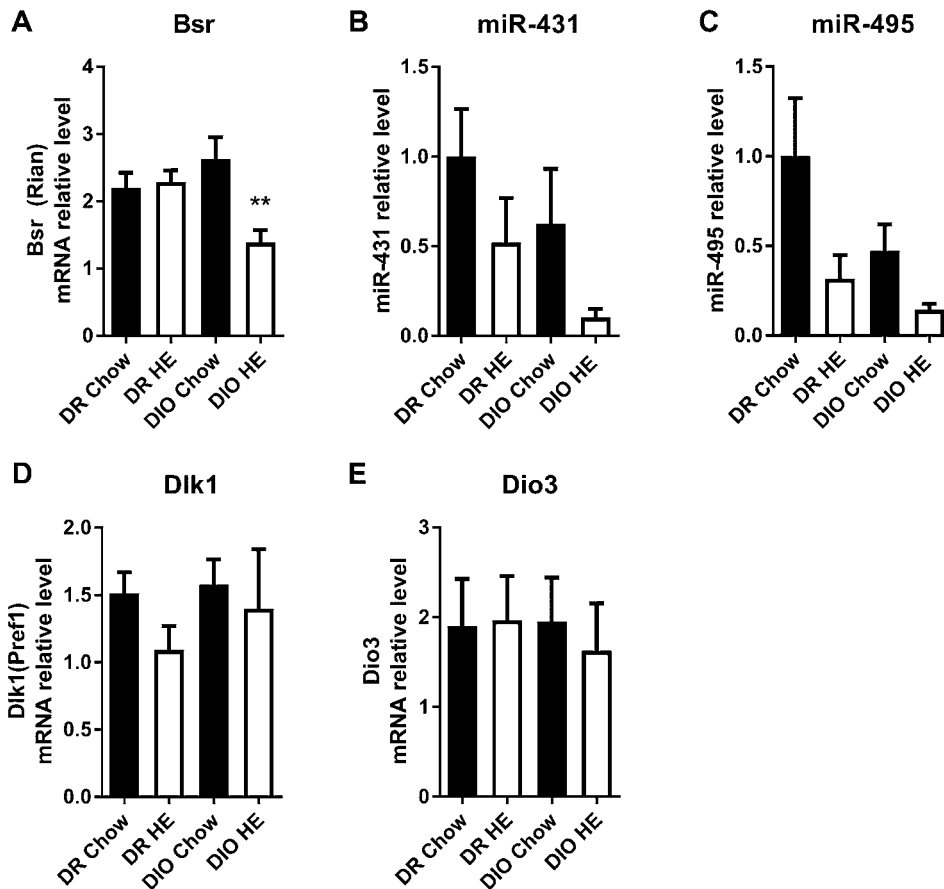 A
Bsr
Bsr (Rian)
mRNA relative level
4
3
2
1
0
**
DR Chow
DR HE
DIO Chow
DIO HE
B
miR-431
miR-431 relative level
1.5
1.0
0.5
0.0
DR Chow
DR HE
DIO Chow
DIO HE
C
miR-495
miR-495 relative level
1.5
1.0
0.5
0.0
DR Chow
DR HE
DIO Chow
DIO HE
D
Dlk1
Dlk1(Pref1)
mRNA relative level
2.0
1.5
1.0
0.5
0.0
DR Chow
DR HE
DIO Chow
DIO HE
E
Dio3
Dio3
mRNA relative level
3
2
1
0
DR Chow
DR HE
DIO Chow
DIO HE